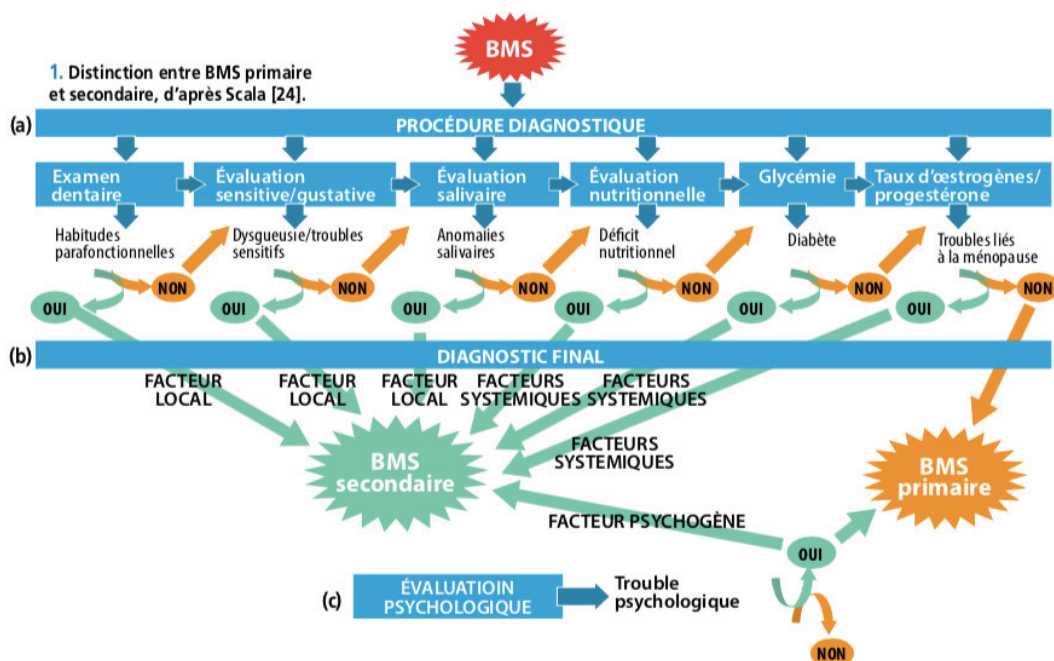 BMS
1. Distinction entre BMS primaire
et secondaire, d'après Scala [24].
(a)
PROCÉDURE DIAGNOSTIQUE
Examen
dentaire
Évaluation
sensitive/gustative
Évaluation
salivaire
Évaluation
nutritionnelle
Glycémie
Taux d'œstrogènes/
progestérone
Habitudes
parafonctionnelles
Dysgueusie/troubles
sensitifs
Anomalies
salivaires
Déficit
nutritionnel
Diabète
Troubles liés
à la ménopause
OUI
NON
OUI
NON
OUI
NON
OUI
NON
OUI
NON
OUI
NON
(b)
DIAGNOSTIC FINAL
FACTEUR
LOCAL
FACTEUR
LOCAL
FACTEUR
LOCAL
FACTEURS
SYSTEMIQUES
FACTEURS
SYSTEMIQUES
FACTEURS
SYSTEMIQUES
BMS
secondaire
BMS
primaire
FACTEUR PSYCHOGÈNE
OUI
(c)
ÉVALUATIOIN
PSYCHOLOGIQUE
Trouble
psychologique
NON